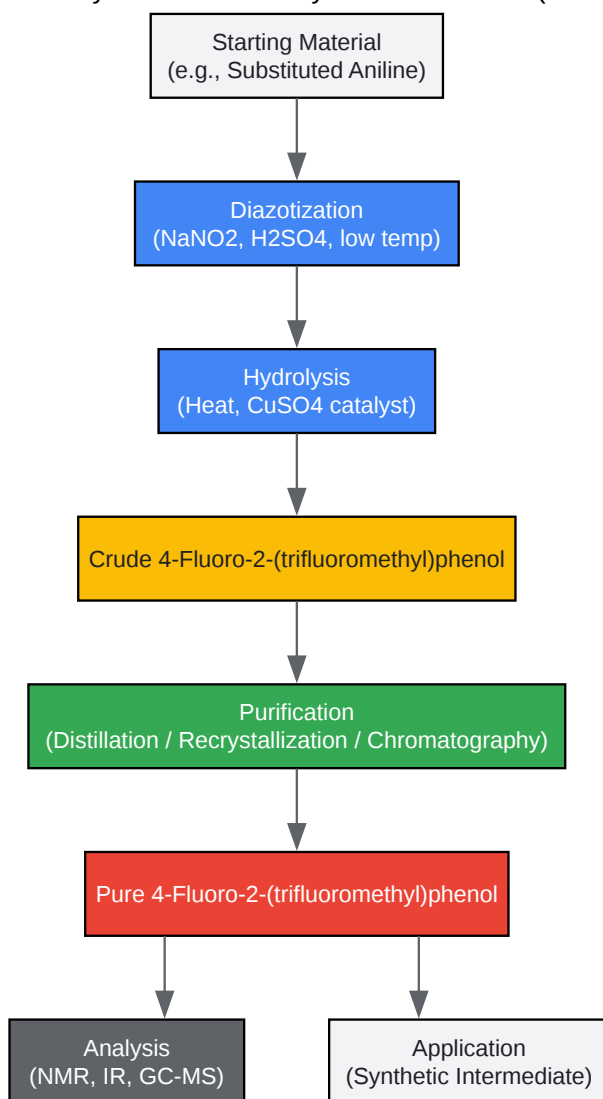 Starting Material
(e.g., Substituted Aniline)
Diazotization
(NaNO2, H2SO4, low temp)
Hydrolysis
(Heat, CuSO4 catalyst)
Crude 4-Fluoro-2-(trifluoromethyl)phenol
Purification
(Distillation / Recrystallization / Chromatography)
Pure 4-Fluoro-2-(trifluoromethyl)phenol
Analysis
(NMR, IR, GC-MS)
Application
(Synthetic Intermediate)